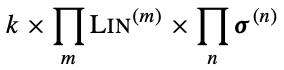 k × ∏_m LIN^(m) × ∏_n σ^(n)